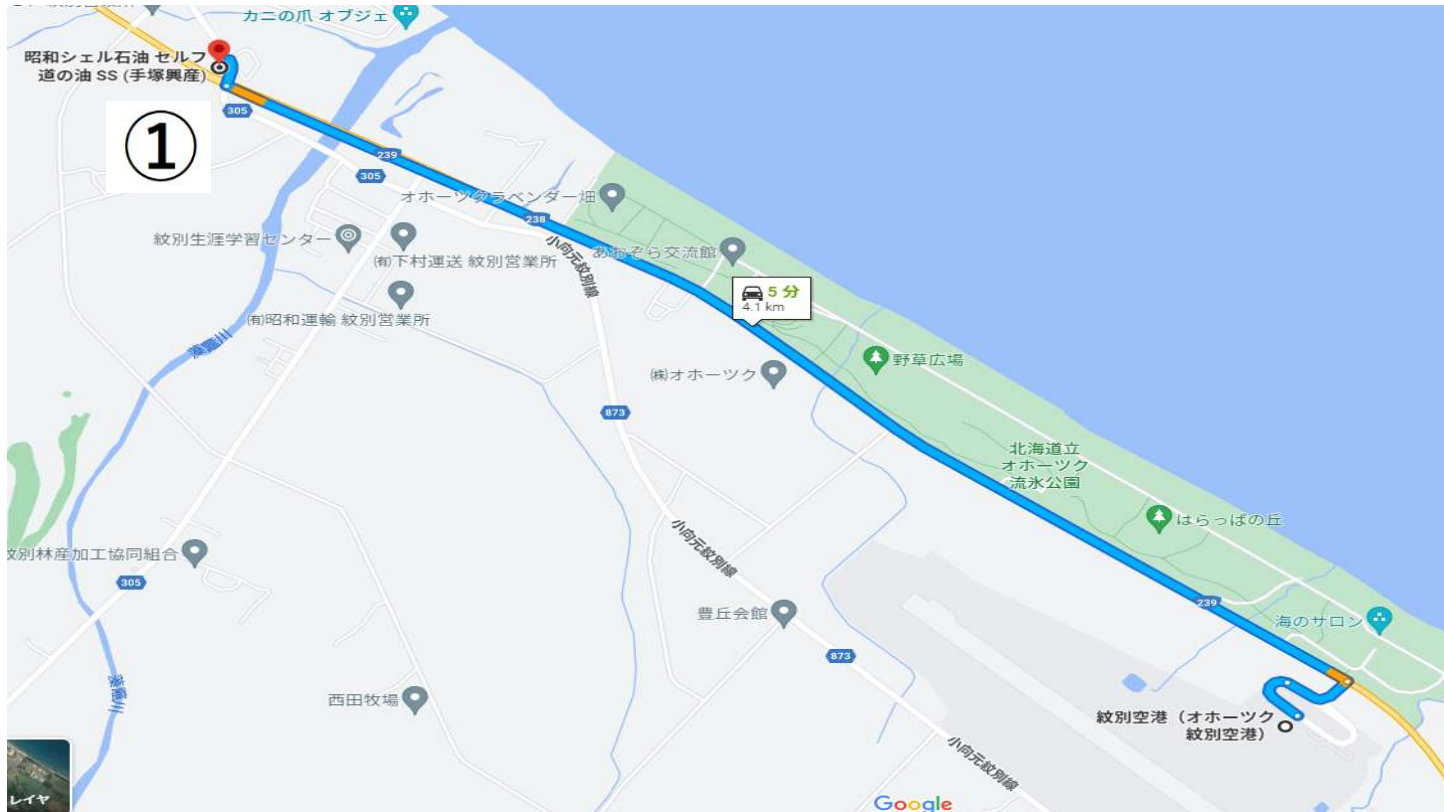 カニの爪 オブジェ
昭和シェル石油 セルフ
道の油 SS (手塚興産)
①
305
239
305
オホーツクラベンダー畑
238
紋別生涯学習センター
小向元紋別線
あおぞら交流館
㈲下村運送 紋別営業所
5 分
4.1 km
㈲昭和運輸 紋別営業所
藻鼈川
野草広場
㈱オホーツク
873
北海道立
オホーツク
流氷公園
はらっぱの丘
小向元紋別線
紋別林産加工協同組合
305
239
豊丘会館
海のサロン
873
藻鼈川
西田牧場
紋別空港（オホーツク
紋別空港）
小向元紋別線
レイヤ
Google